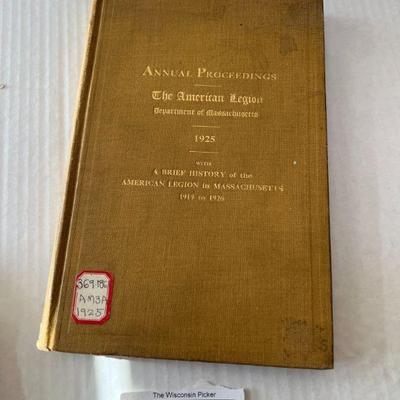 ANNUAL PROCEEDINGS
The American Legion
Department of Massachusetts
1925
WITH
A BRIEF HISTORY of the
AMERICAN LEGION in MASSACHUSETTS
1919 to 1926
369.186
AM3A
1925
The Wisconsin Picker